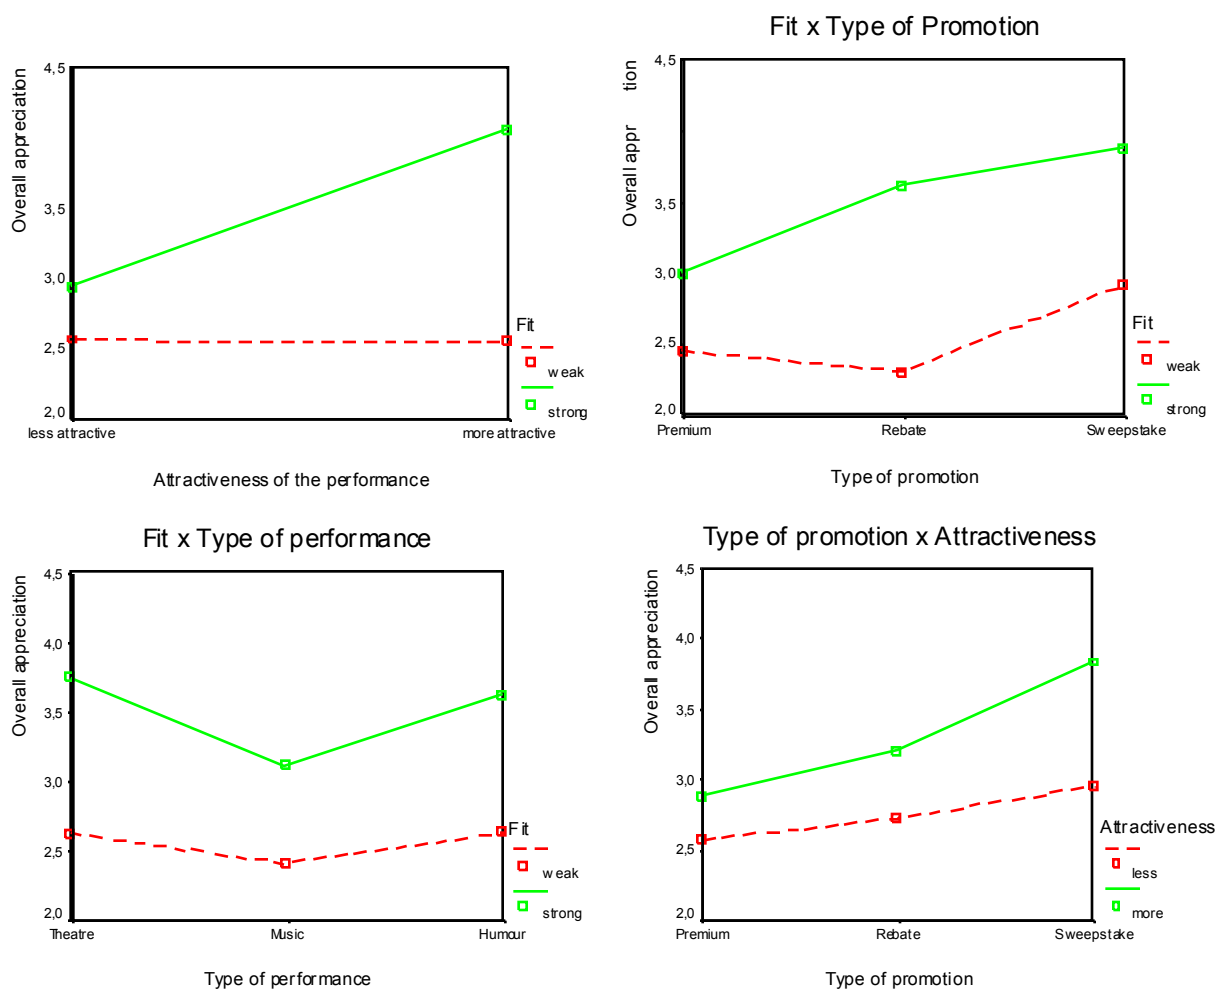 Overall appreciation
4,5
3,5
3,0
2,5
2,0
less attractive
more attractive
Attractiveness of the performance
Fit
weak
strong
Fit x Type of Promotion
Overall appr tion
4,5
3,5
3,0
2,5
2,0
Premium
Rebate
Sweepstake
Type of promotion
Fit
weak
strong
Fit x Type of performance
Overall appreciation
4,5
4,0
3,5
3,0
2,5
2,0
Theatre
Music
Humour
Type of performance
Fit
weak
strong
Type of promotion x Attractiveness
Overall appreciation
4,5
4,0
3,5
3,0
2,5
2,0
Premium
Rebate
Sweepstake
Type of promotion
Attractiveness
less
more